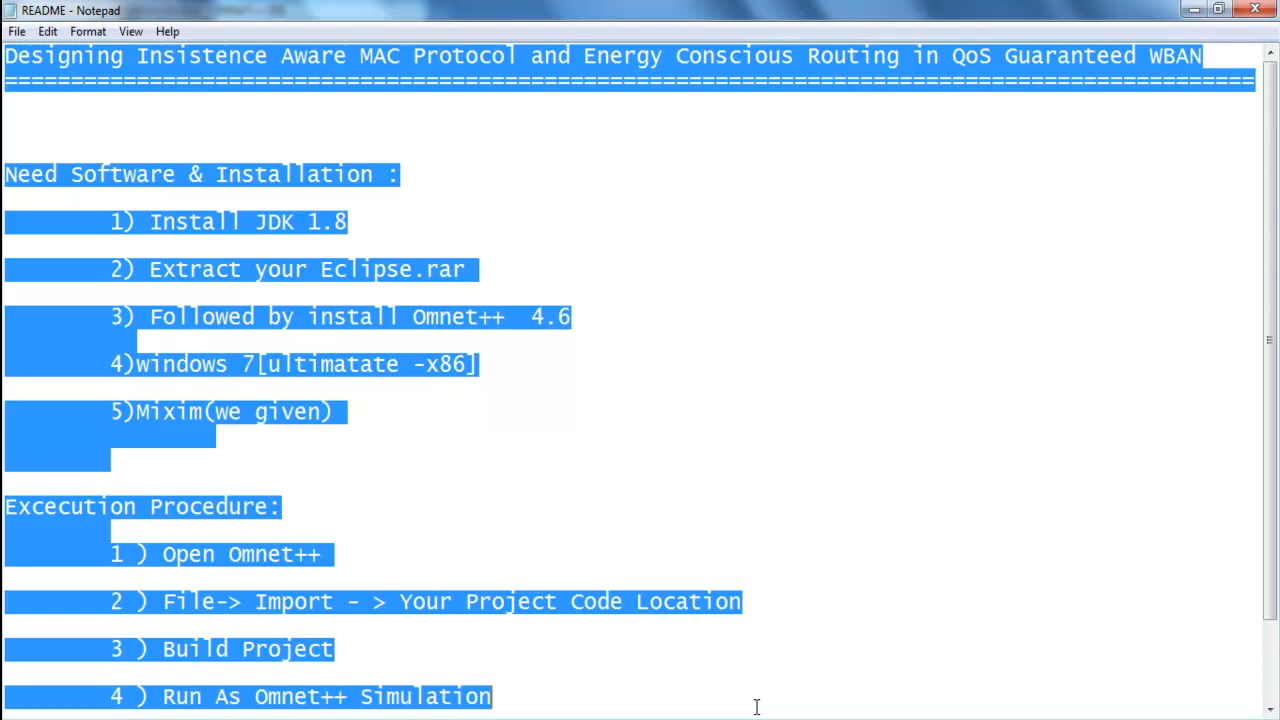 README - Notepad
File Edit Format View Help
Designing Insistence Aware MAC Protocol and Energy Conscious Routing in QoS Guaranteed WBAN
===============================================================================================
Need Software & Installation :
1) Install JDK 1.8
2) Extract your Eclipse.rar
3) Followed by install Omnet++  4.6
4)windows 7[ultimatate -x86]
5)Mixim(we given)
Excecution Procedure:
1 ) Open Omnet++
2 ) File-> Import - > Your Project Code Location
3 ) Build Project
4 ) Run As Omnet++ Simulation